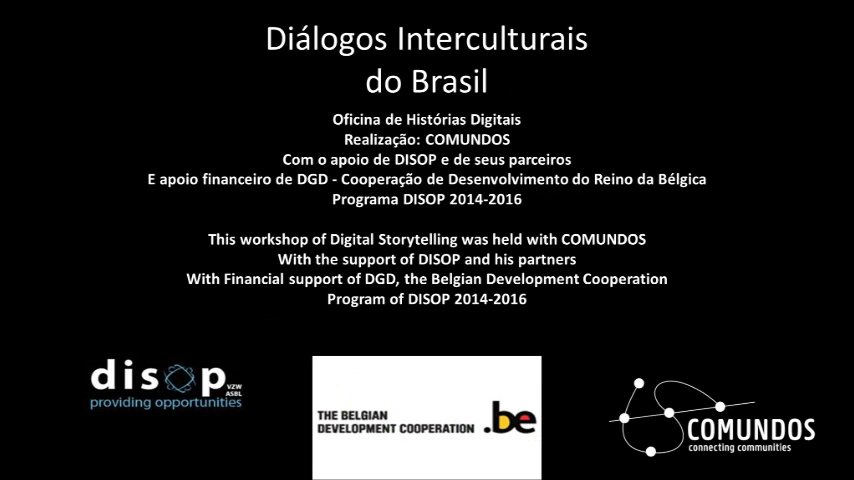 Diálogos Interculturais
do Brasil
Oficina de Histórias Digitais
Realização: COMUNDOS
Com o apoio de DISOP e de seus parceiros
E apoio financeiro de DGD - Cooperação de Desenvolvimento do Reino da Bélgica
Programa DISOP 2014-2016
This workshop of Digital Storytelling was held with COMUNDOS
With the support of DISOP and his partners
With Financial support of DGD, the Belgian Development Cooperation
Program of DISOP 2014-2016
disop
VZW
ASBL
providing opportunities
THE BELGIAN
DEVELOPMENT COOPERATION
.be
COMUNDOS
connecting communities